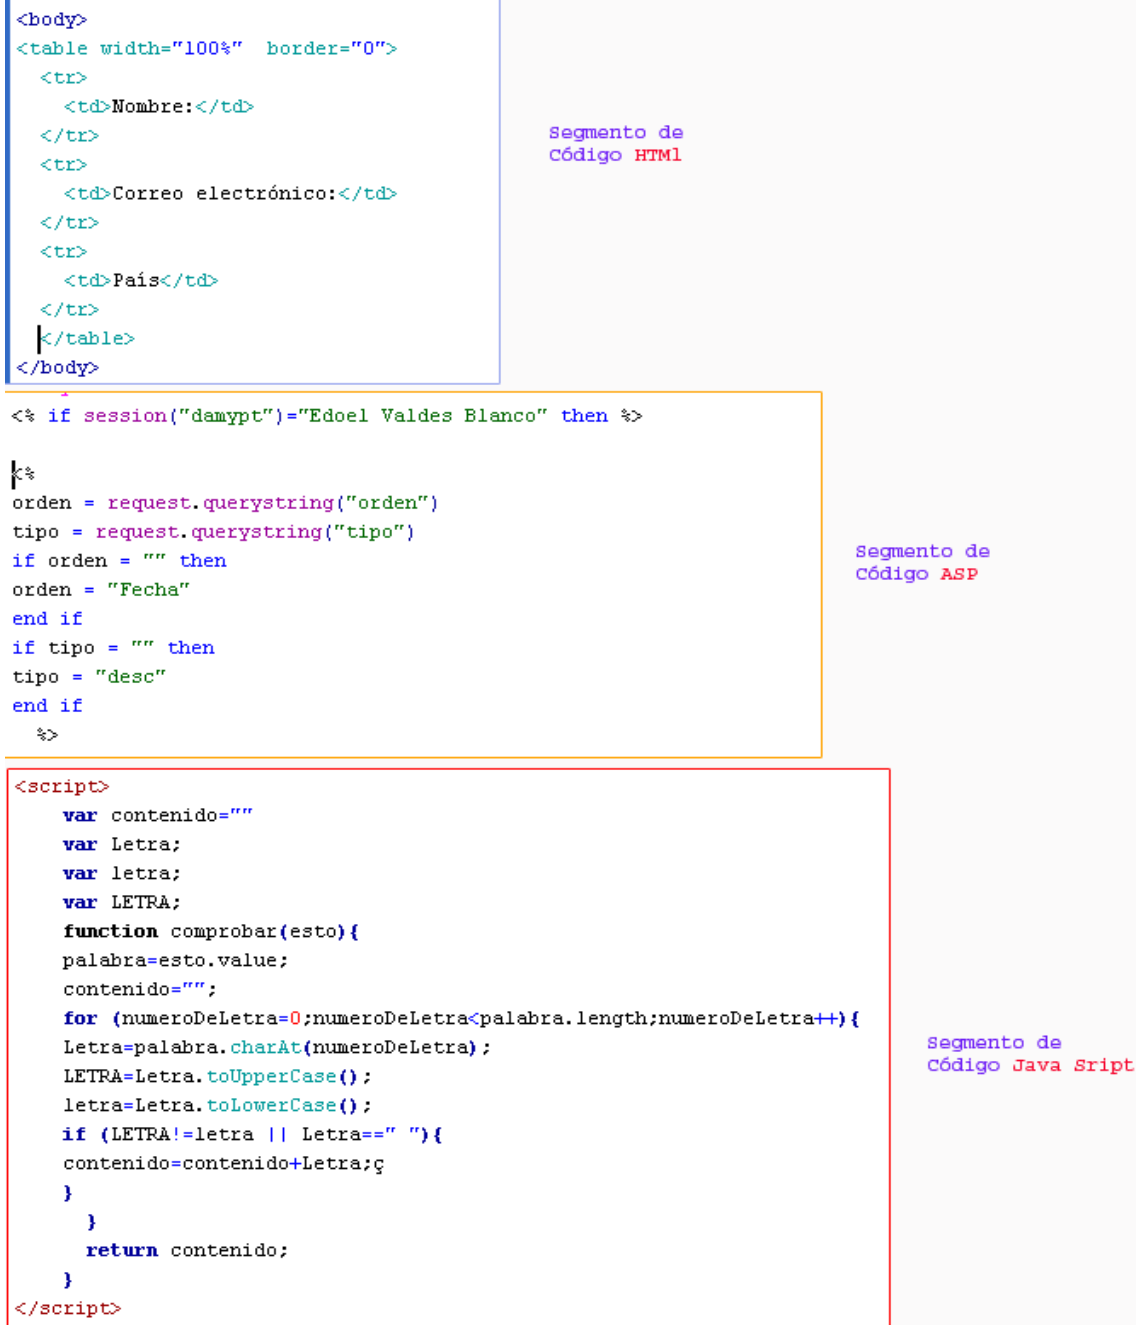 <body>
<table width="100%" border="0">
<tr>
<td>Nombre:</td>
</tr>
<tr>
<td>Correo electrónico:</td>
</tr>
<tr>
<td>País</td>
</tr>
</table>
</body>
Segmento de
Código HTMl
<% if session("damypt")="Edoel Valdes Blanco" then %>
<%
orden = request.querystring("orden")
tipo = request.querystring("tipo")
if orden = "" then
orden = "Fecha"
end if
if tipo = "" then
tipo = "desc"
end if
%>
Segmento de
Código ASP
<script>
var contenido=""
var Letra;
var letra;
var LETRA;
function comprobar(esto){
palabra=esto.value;
contenido="";
for (numeroDeLetra=0;numeroDeLetra<palabra.length;numeroDeLetra++){
Letra=palabra.charAt(numeroDeLetra);
LETRA=Letra.toUpperCase();
letra=Letra.toLowerCase();
if (LETRA!=letra || Letra==" "){
contenido=contenido+Letra;ç
}
}
return contenido;
}
</script>
Segmento de
Código Java Sript